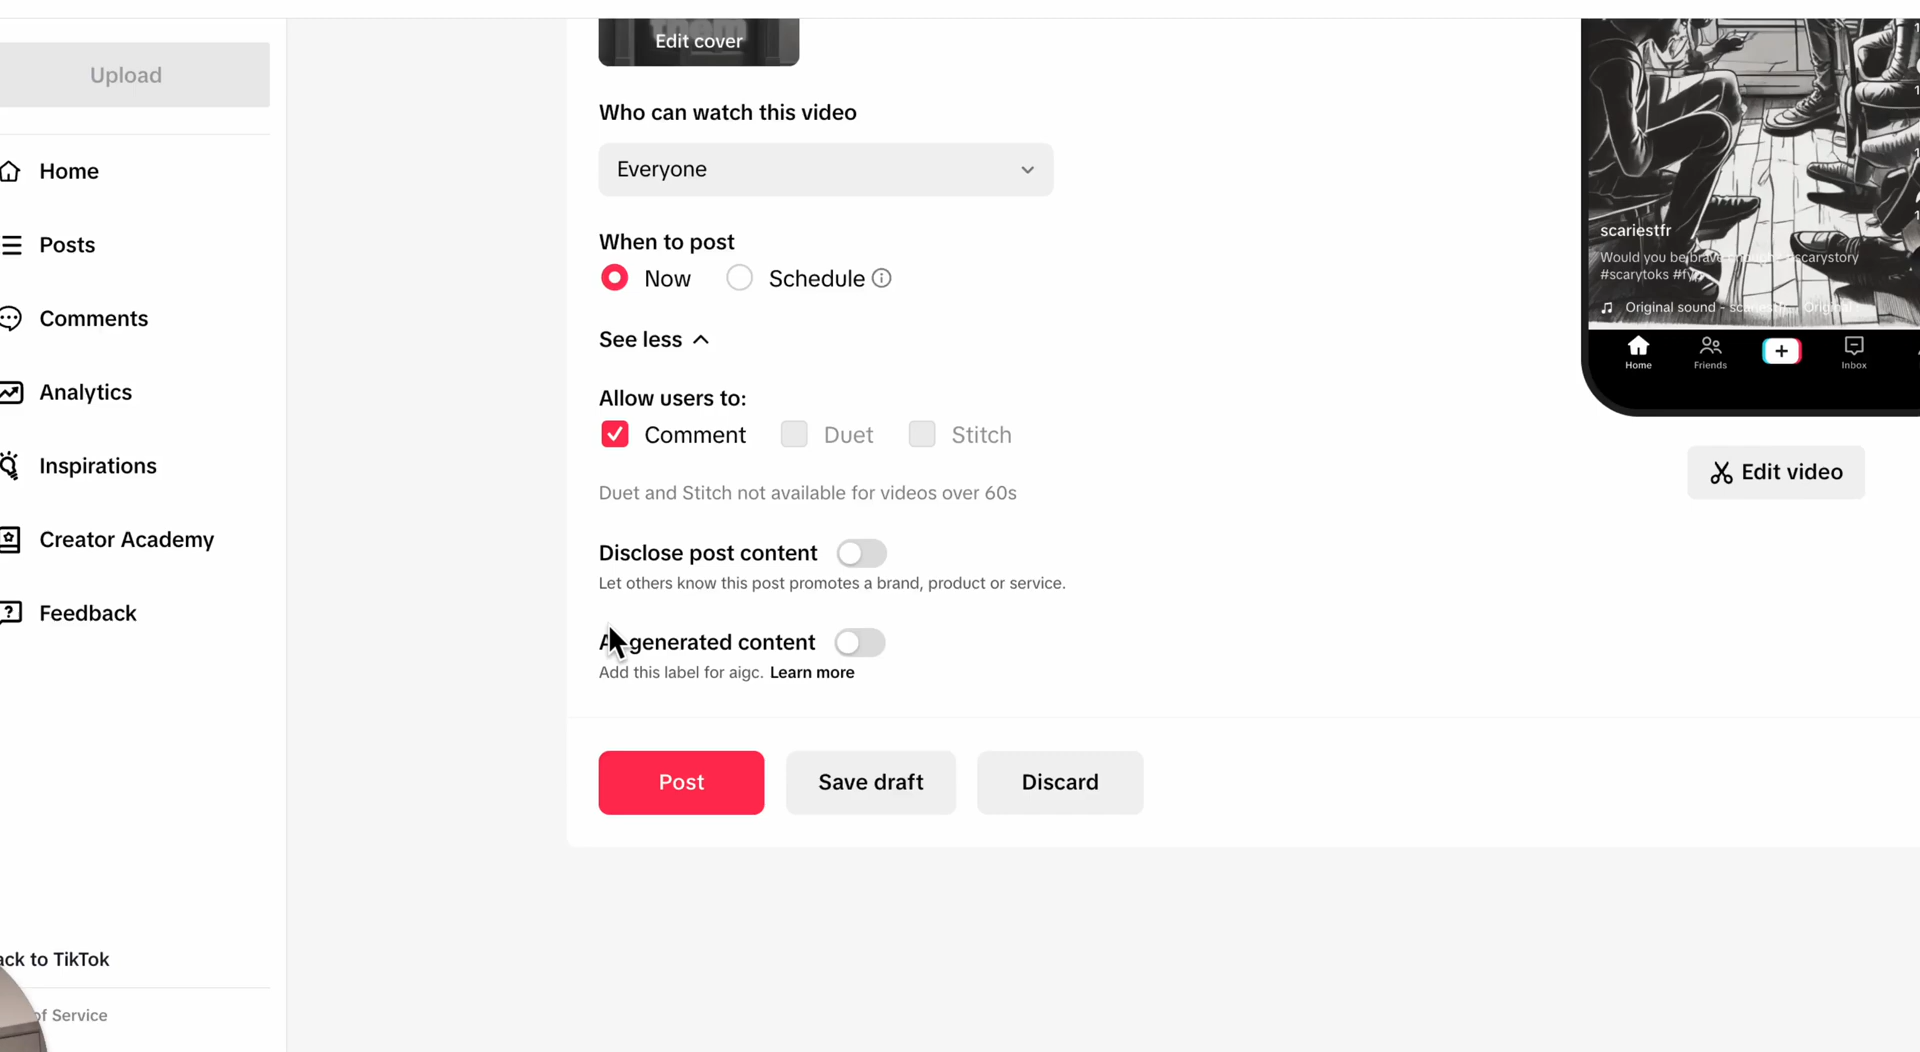 Upload
Home
Posts
Comments
Analytics
Inspirations
Creator Academy
Feedback
ack to TikTok
of Service
Edit cover
Who can watch this video
Everyone
When to post
Now
Schedule
See less
Allow users to:
Comment
Duet
Stitch
Duet and Stitch not available for videos over 60s
Disclose post content
Let others know this post promotes a brand, product or service.
generated content
Add this label for aigc. Learn more
Post
Save draft
Discard
scariestfr
Would you be brave
#scarytoks
Original sound -
Home
Friends
Inbox
Edit video